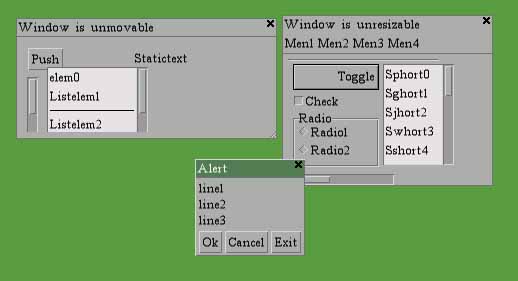 Window is unmovable
Push
Statictext
elem0
Listelem1
Listelem2
Window is unresizable
Men1 Men2 Men3 Men4
Toggle
Check
Radio
Radio1
Radio2
Sphort0
Sghort1
Sjhort2
Swhort3
Sshort4
Alert
line1
line2
line3
Ok Cancel Exit